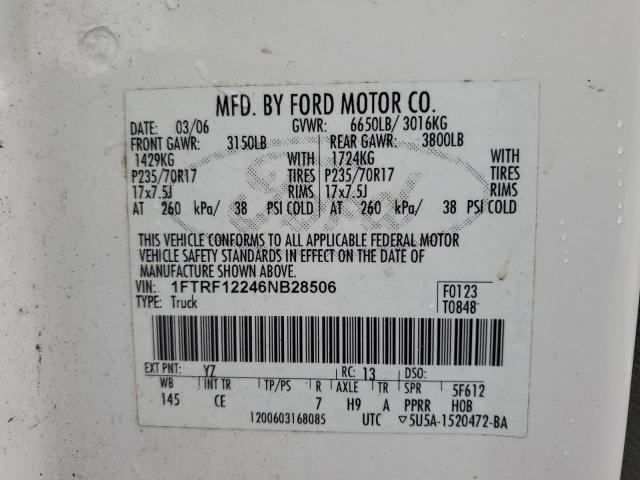 MFD. BY FORD MOTOR CO.
DATE: 03/06 GVWR: 6650LB/ 3016KG
FRONT GAWR: 3150LB REAR GAWR: 3800LB
1429KG WITH 1724KG WITH
P235/70R17 TIRES P235/70R17 TIRES
17x7.5J RIMS 17x7.5J RIMS
AT 260 kPa/ 38 PSI COLD AT 260 kPa/ 38 PSI COLD
THIS VEHICLE CONFORMS TO ALL APPLICABLE FEDERAL MOTOR
VEHICLE SAFETY STANDARDS IN EFFECT ON THE DATE OF
MANUFACTURE SHOWN ABOVE.
VIN: 1FTRF12246NB28506 F0123
TYPE: Truck T0848
EXT PNT: YZ RC: 13 DSO:
WB INT TR TP/PS R AXLE TR SPR 5F612
145 CE 7 H9 A PPRR HOB
1200603168085 UTC ▽5U5A-1520472-BA